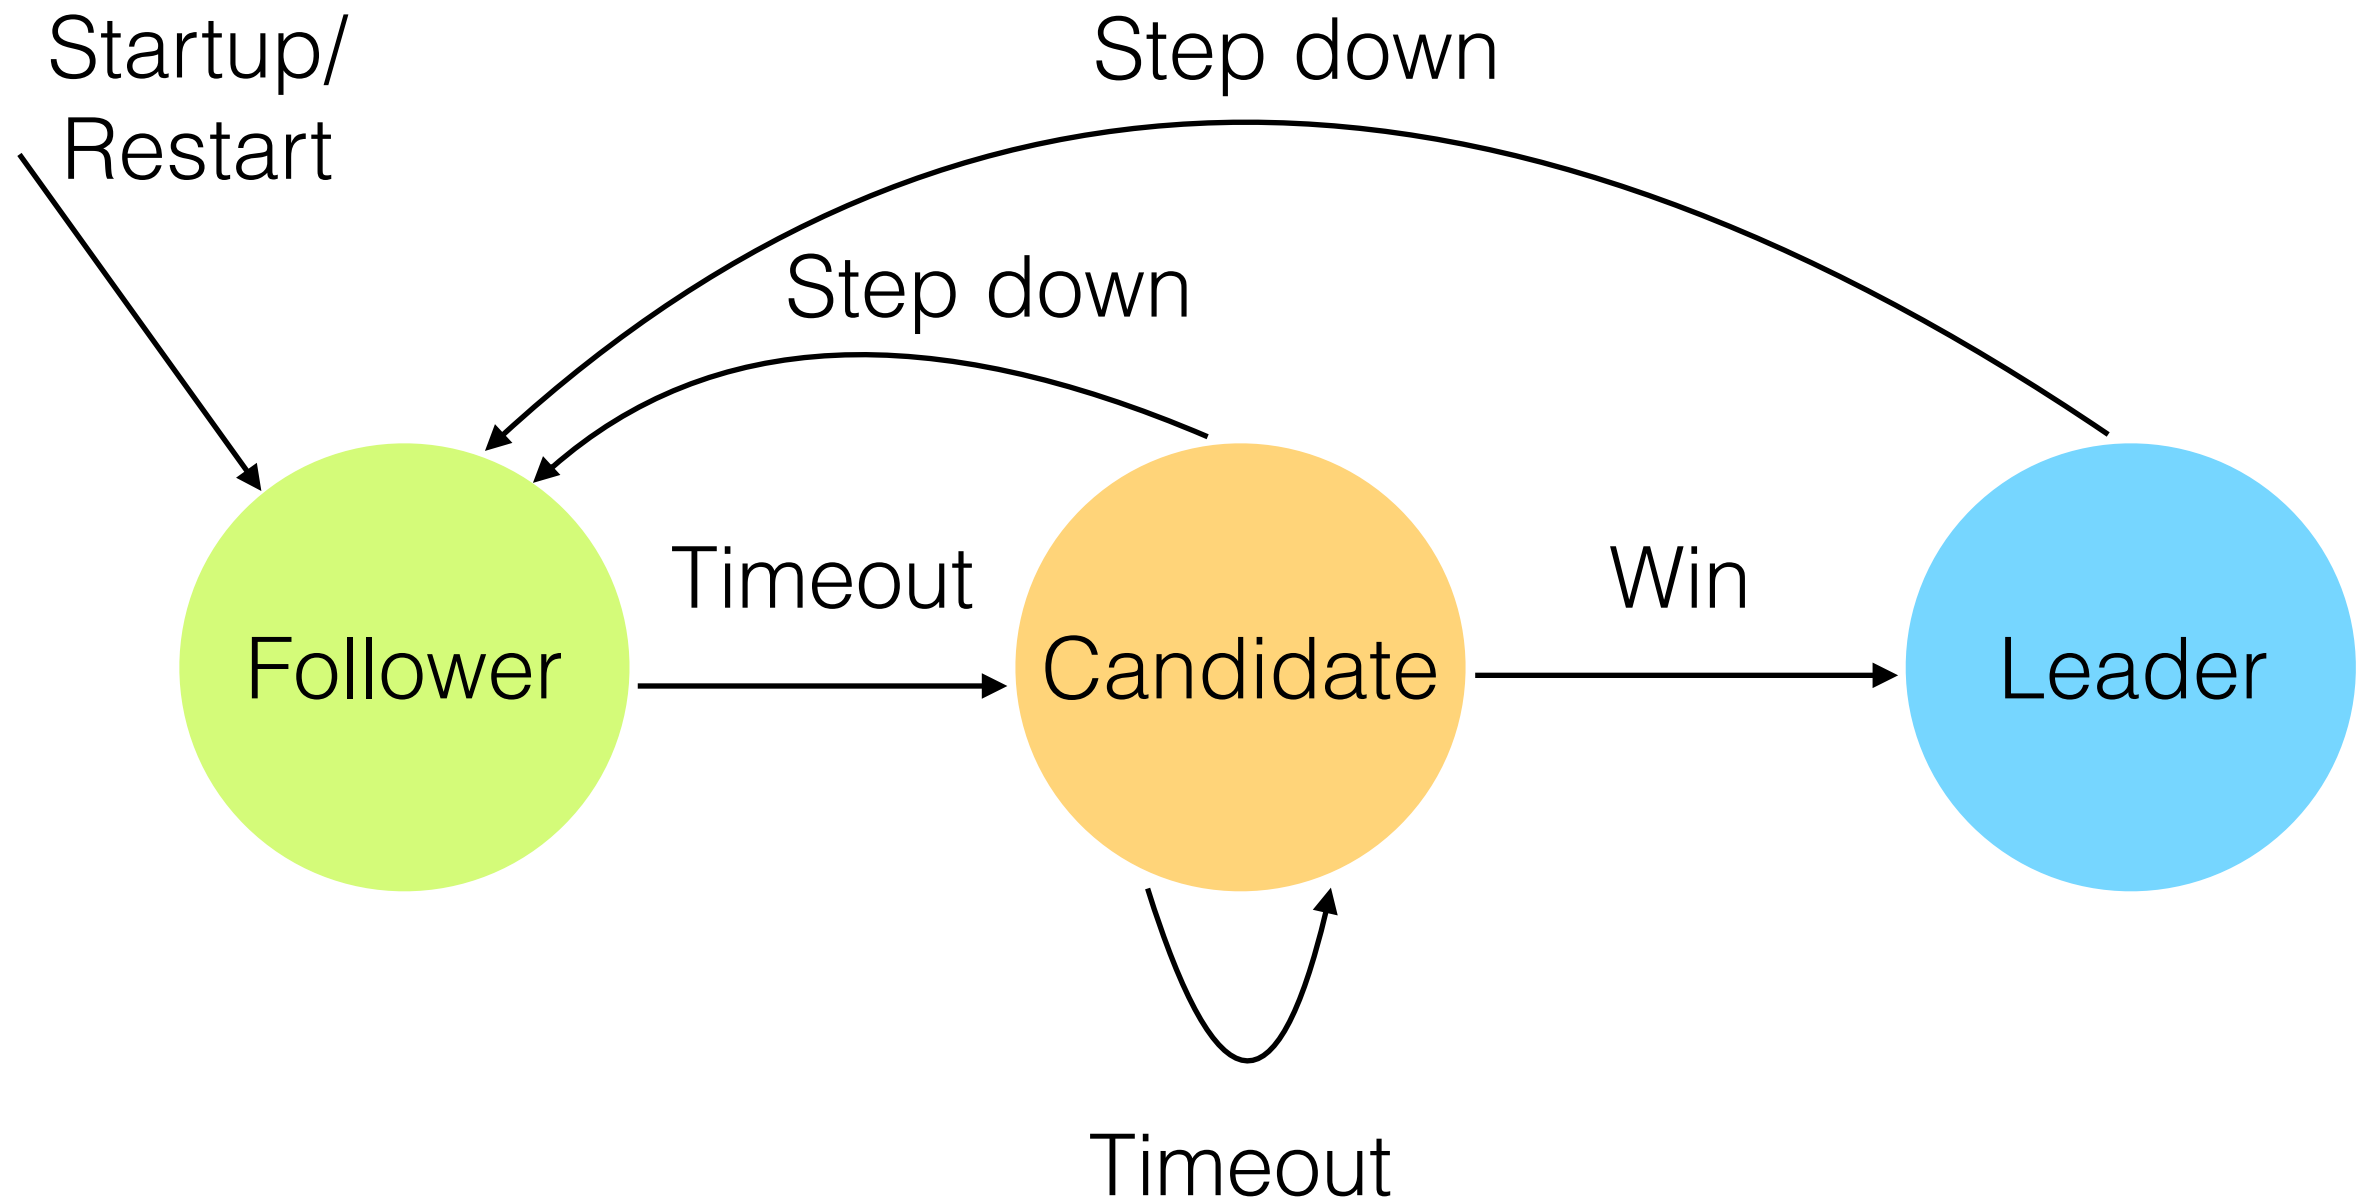 Startup/
Restart
Step down
Step down
Timeout
Win
Follower
Candidate
Leader
Timeout